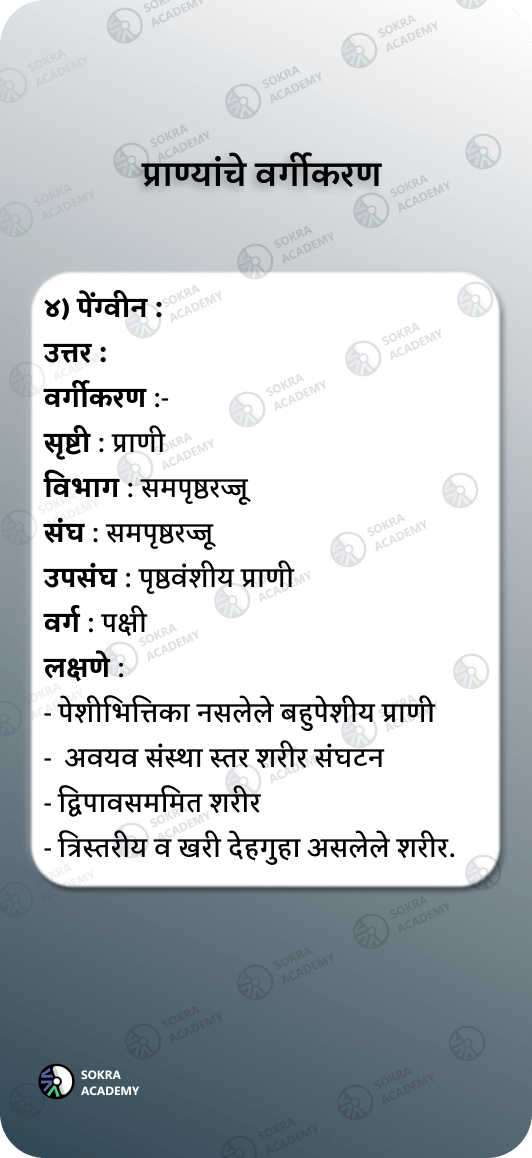 प्राण्यांचे वर्गीकरण
४) पेंग्वीन :
उत्तर :
वर्गीकरण :-
सृष्टी : प्राणी
विभाग : समपृष्ठरज्जू
संघ : समपृष्ठरज्जू
उपसंघ : पृष्ठवंशीय प्राणी
वर्ग : पक्षी
लक्षणे :
- पेशीभित्तिका नसलेले बहुपेशीय प्राणी
- अवयव संस्था स्तर शरीर संघटन
- द्विपावसममित शरीर
- त्रिस्तरीय व खरी देहगुहा असलेले शरीर.
SOKRA
ACADEMY